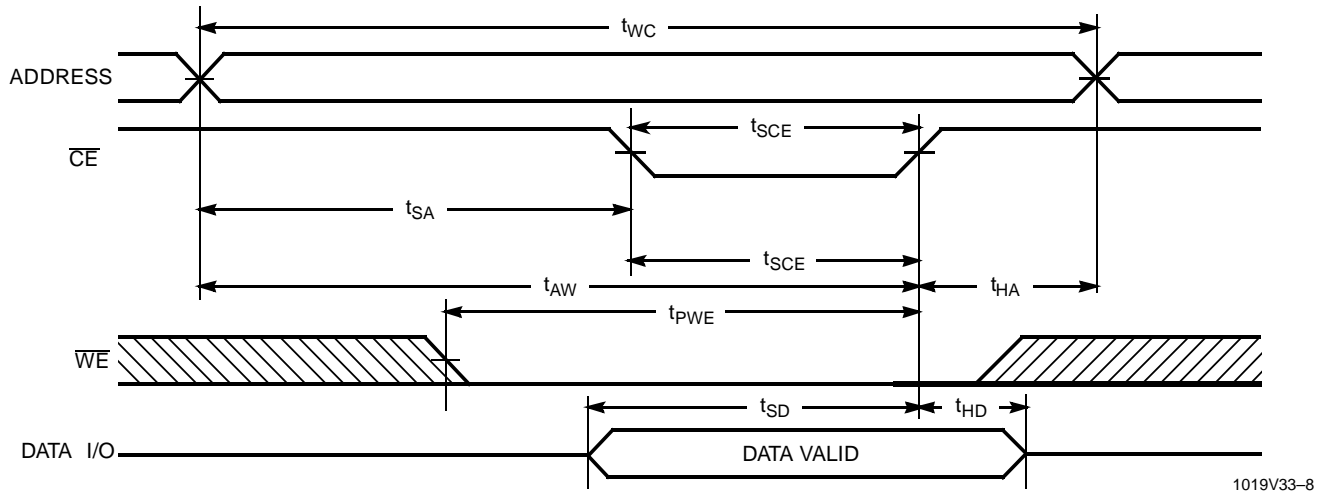 tWC
ADDRESS
tSCE
CE
tSA
tSCE
tAW
tHA
tPWE
WE
tSD
tHD
DATA I/O
DATA VALID
1019V33–8